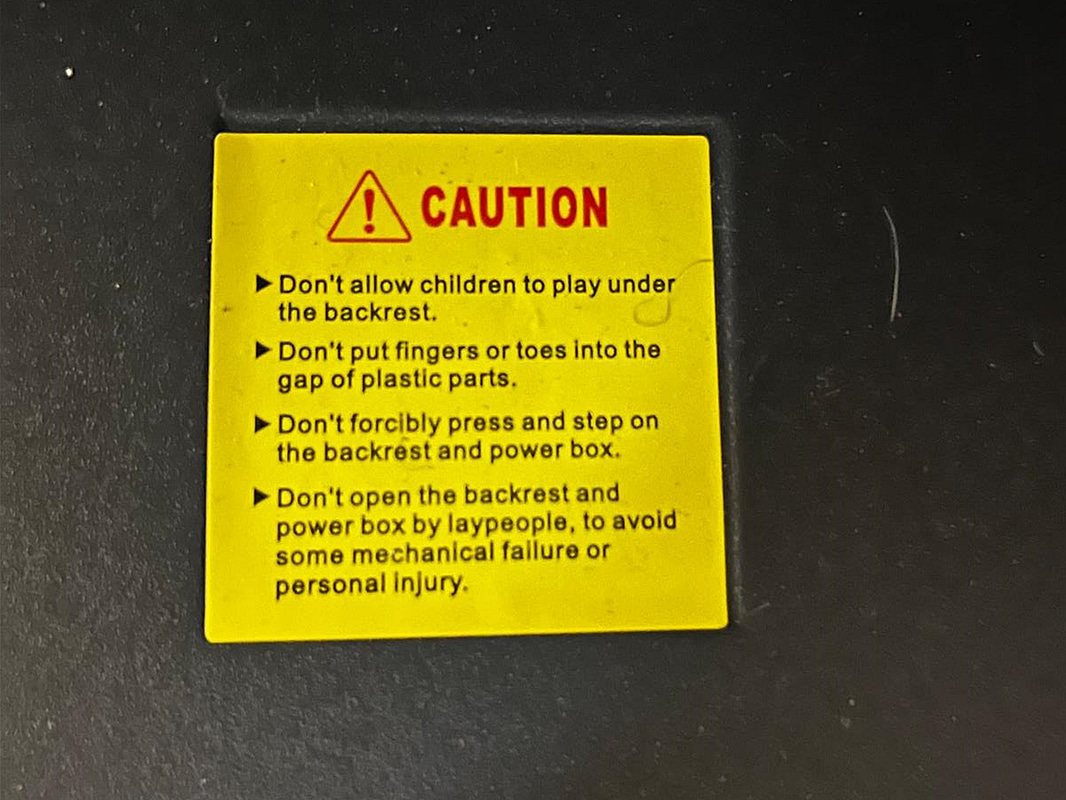 CAUTION
▶ Don't allow children to play under
the backrest.
▶ Don't put fingers or toes into the
gap of plastic parts.
▶ Don't forcibly press and step on
the backrest and power box.
▶ Don't open the backrest and
power box by laypeople, to avoid
some mechanical failure or
personal injury.